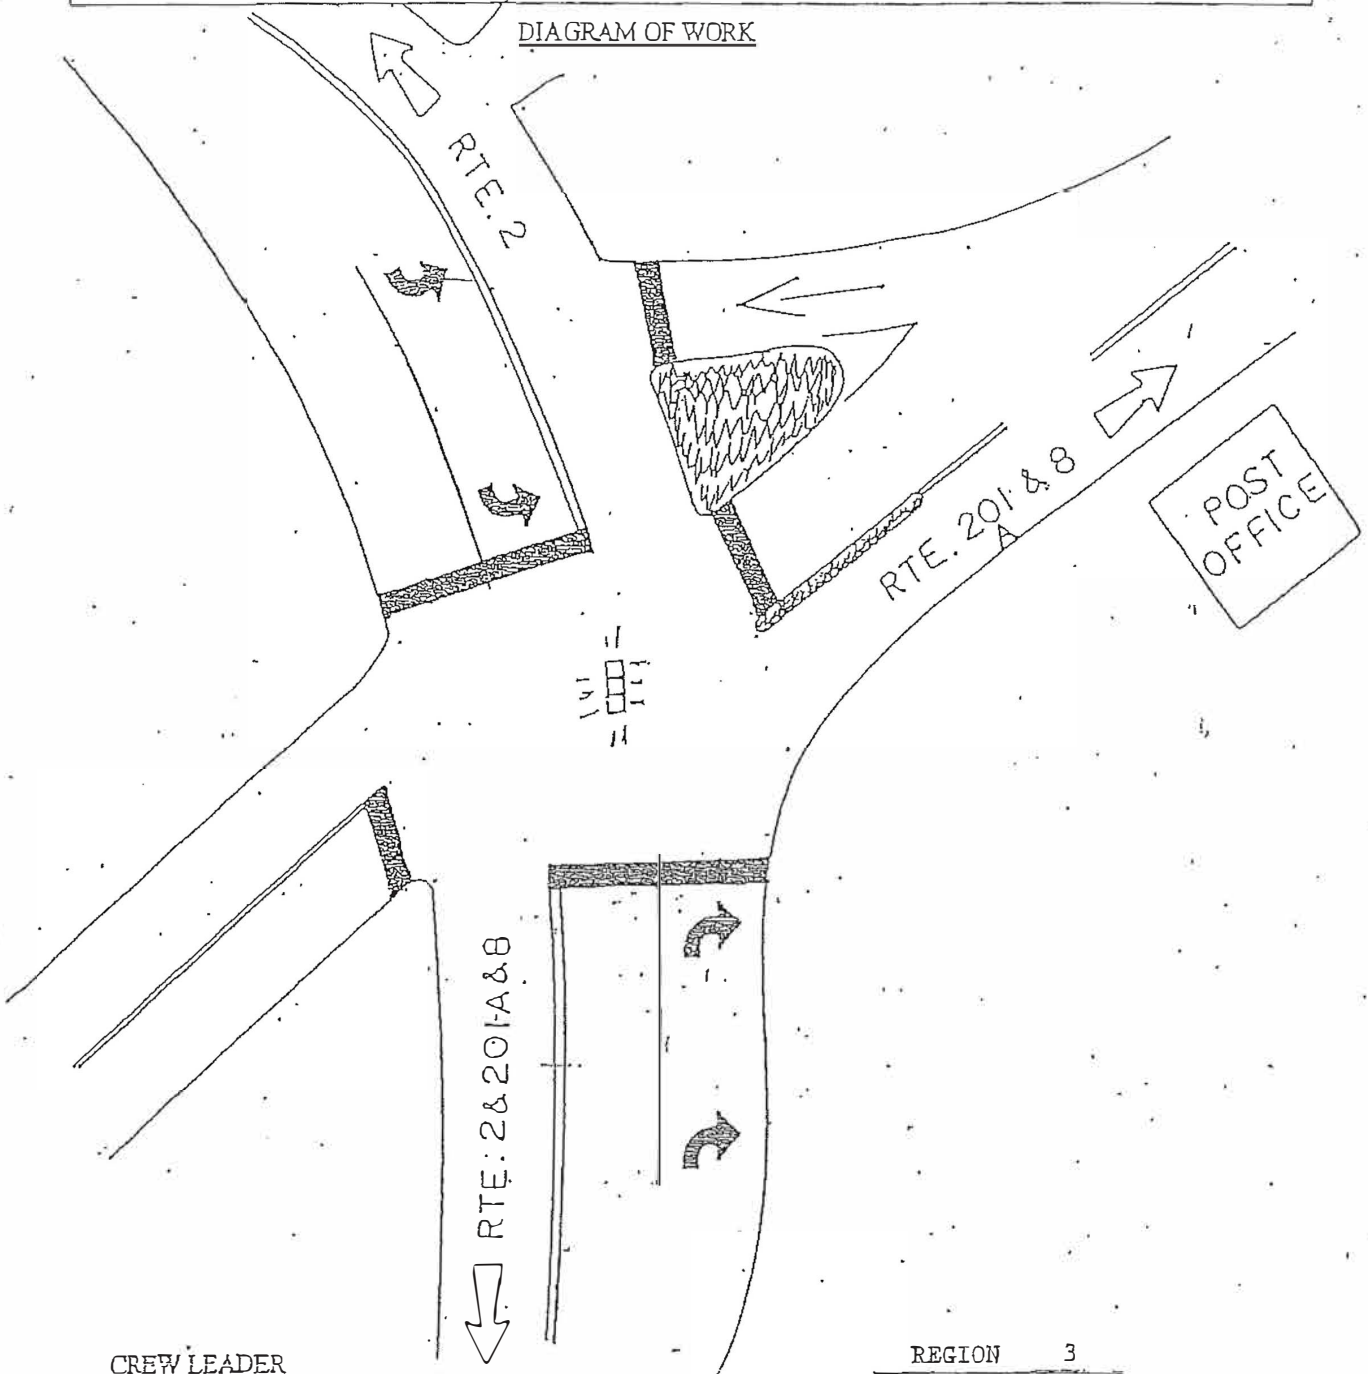 DIAGRAM OF WORK
RTE. 2
RTE. 201 & 8
A
POST
OFFICE
RTE: 2 & 201-A & 8
CREW LEADER
REGION 3